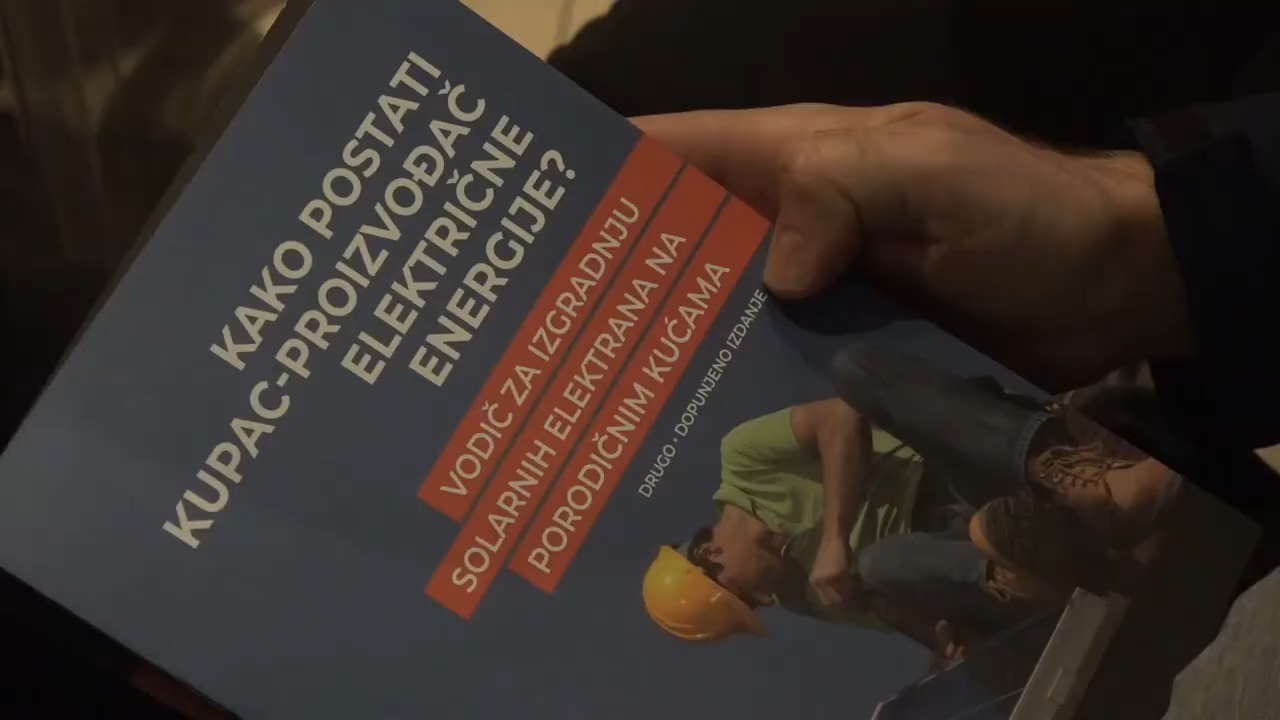 KAKO POSTATI
KUPAC-PROIZVOĐAČ
ELEKTRIČNE
ENERGIJE?
VODIČ ZA IZGRADNJU
SOLARNIH ELEKTRANA NA
PORODIČNIM KUĆAMA
DRUGO • DOPUNJENO IZDANJE